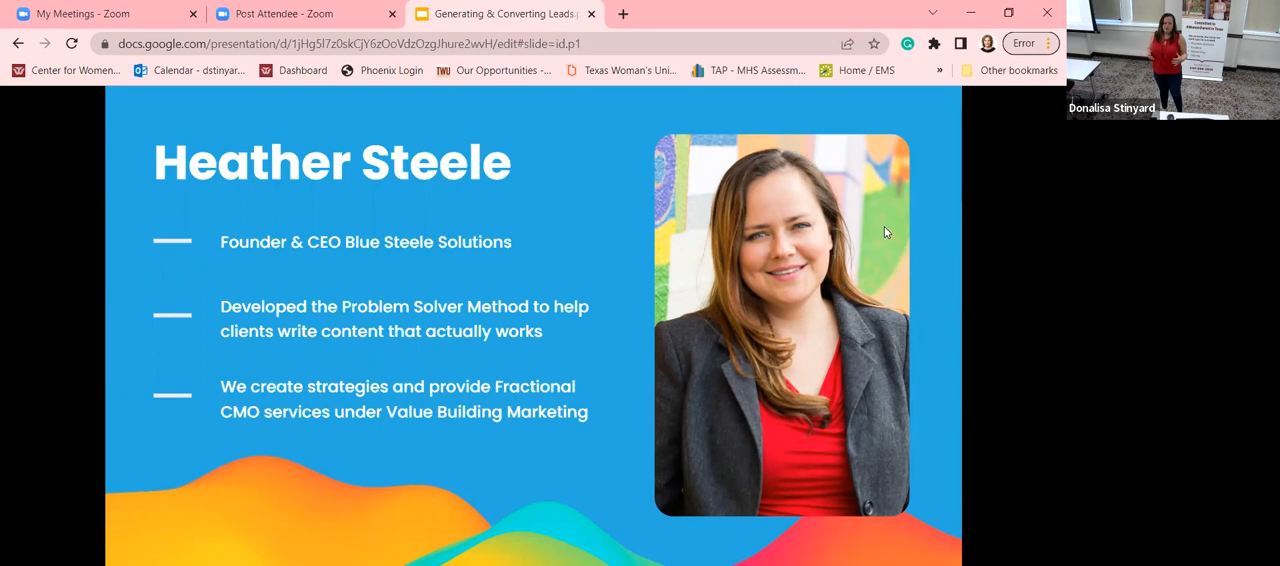 My Meetings - Zoom
Post Attendee - Zoom
Generating & Converting Leads.p
docs.google.com/presentation/d/1jHg5I7z0skCjY6zOoVdzOzgJhure2wH/edit#slide=id.p1
Error
Center for Women...
Calendar - dstinyar...
Dashboard
Phoenix Login
TWU
Our Opportunities -...
Texas Woman's Uni...
TAP - MHS Assessm...
Home / EMS
»
Other bookmarks
Donalisa Stinyard
Heather Steele
Founder & CEO Blue Steele Solutions
Developed the Problem Solver Method to help
clients write content that actually works
We create strategies and provide Fractional
CMO services under Value Building Marketing